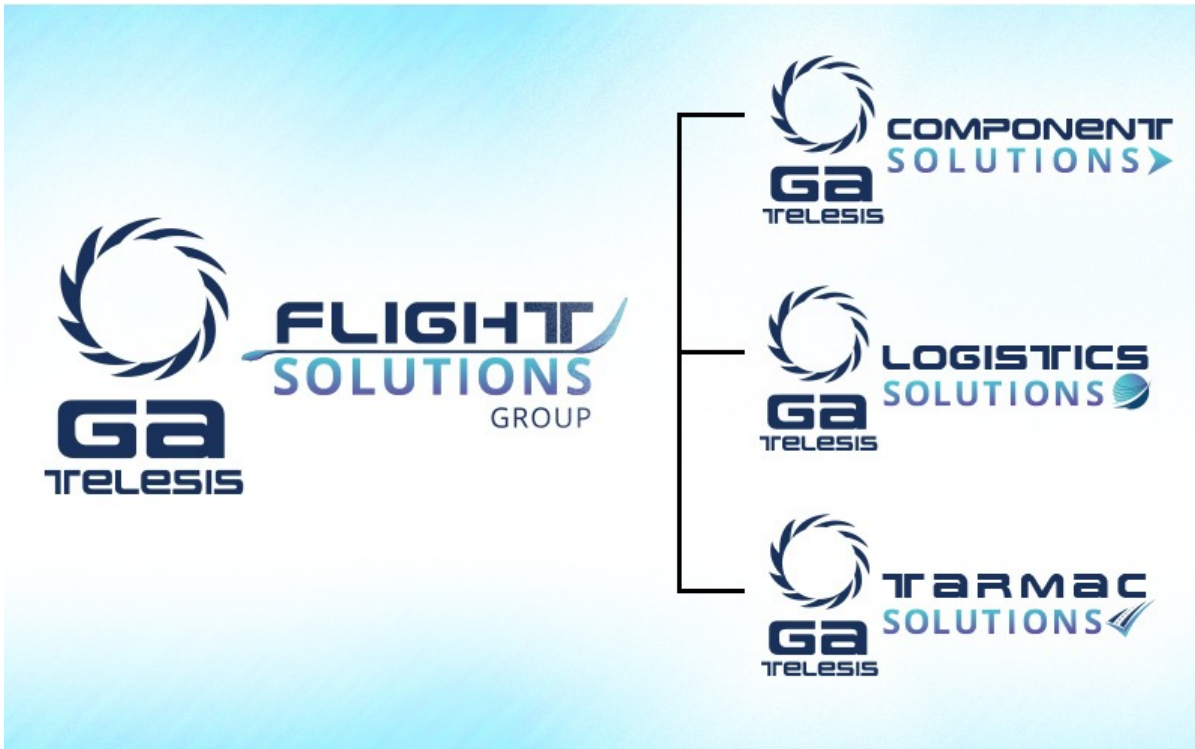 GA
TELESIS
FLIGHT
SOLUTIONS
GROUP
GA
TELESIS
COMPONENT
SOLUTIONS
GA
TELESIS
LOGISTICS
SOLUTIONS
GA
TELESIS
TARMAC
SOLUTIONS